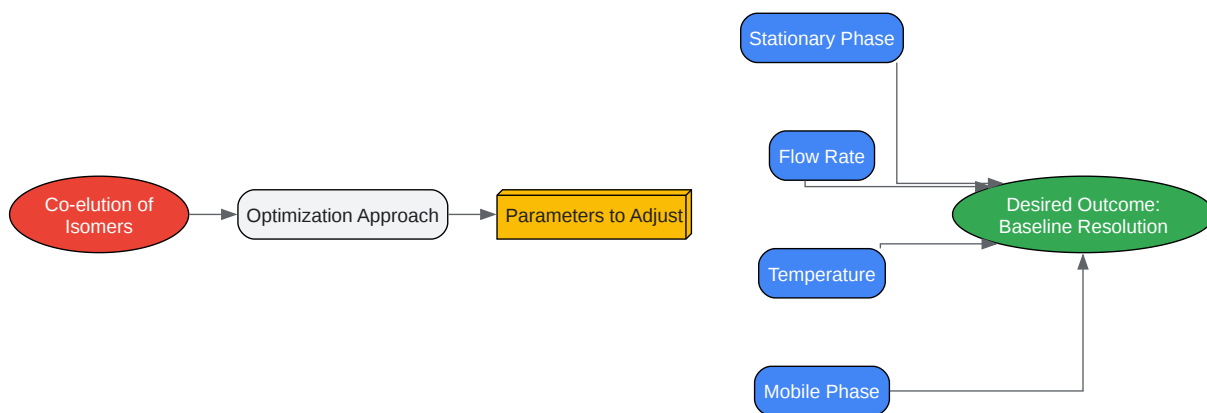 Co-elution of
Isomers
Optimization Approach
Parameters to Adjust
Stationary Phase
Flow Rate
Temperature
Mobile Phase
Desired Outcome:
Baseline Resolution